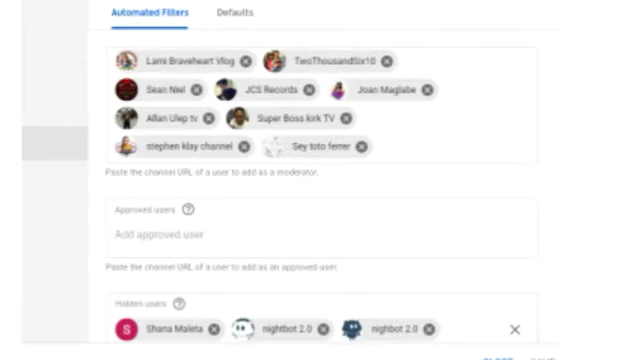 Automated Filters Defaults
Lami Braveheart Vlog TwoThousandSix10
Sean Niel JCS Records Joan Maglabe
Allan Ulep tv Super Boss kirk TV
stephen klay channel Sey toto ferrer
Paste the channel URL of a user to add as a moderator.
Approved users
Add approved user
Paste the channel URL of a user to add as an approved user.
Hidden users
S Shana Maleta nightbot 2.0 nighbot 2.0